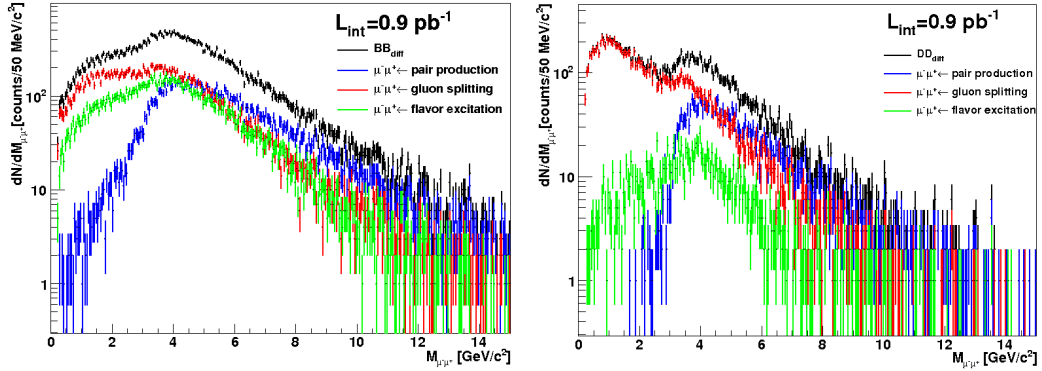 L_int=0.9 pb^-1
BB_diff
μ^-μ^+← pair production
μ^-μ^+← gluon splitting
μ^-μ^+← flavor excitation
dN/dM_μ^-μ^+ [counts/50 MeV/c^2]
10^2
10
1
0 2 4 6 8 10 12 14
M_μ^-μ^+ [GeV/c^2]
L_int=0.9 pb^-1
DD_diff
μ^-μ^+← pair production
μ^-μ^+← gluon splitting
μ^-μ^+← flavor excitation
dN/dM_μ^-μ^+ [counts/50 MeV/c^2]
10^2
10
1
0 2 4 6 8 10 12 14
M_μ^-μ^+ [GeV/c^2]